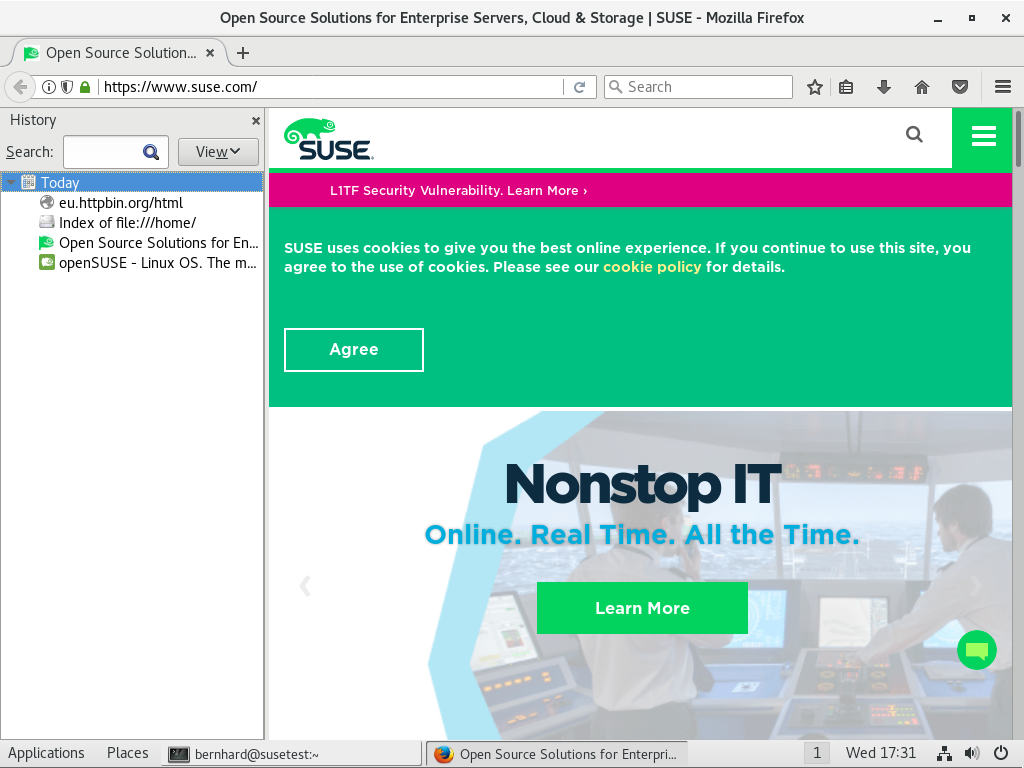 Open Source Solutions for Enterprise Servers, Cloud & Storage | SUSE - Mozilla Firefox
Open Source Solution...
https://www.suse.com/
Search
History
Search:
View
Today
eu.httpbin.org/html
Index of file:///home/
Open Source Solutions for En...
openSUSE - Linux OS. The m...
SUSE
L1TF Security Vulnerability. Learn More ›
SUSE uses cookies to give you the best online experience. If you continue to use this site, you
agree to the use of cookies. Please see our cookie policy for details.
Agree
Nonstop IT
Online. Real Time. All the Time.
Learn More
Applications Places bernhard@susetest:~ Open Source Solutions for Enterpri... 1 Wed 17:31